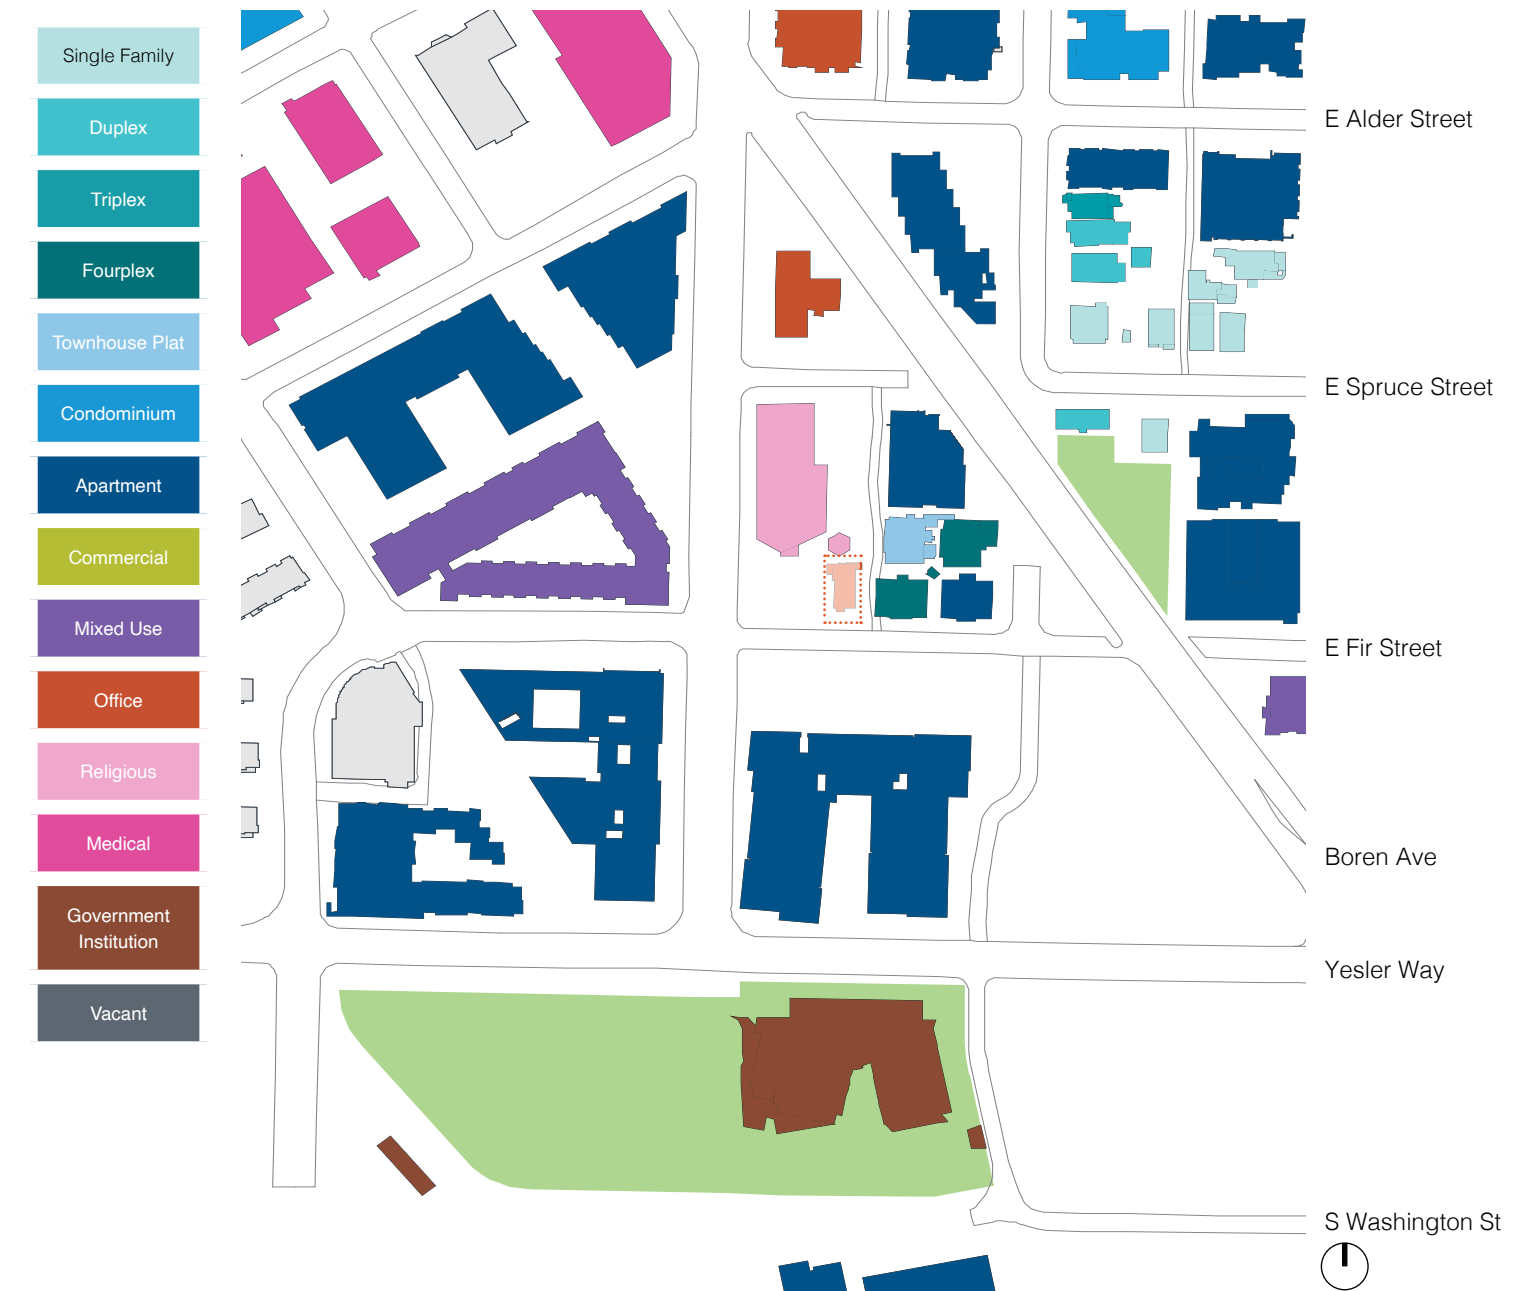 Single Family
Duplex
Triplex
Fourplex
Townhouse Plat
Condominium
Apartment
Commercial
Mixed Use
Office
Religious
Medical
Government
Institution
Vacant
E Alder Street
E Spruce Street
E Fir Street
Boren Ave
Yesler Way
S Washington St